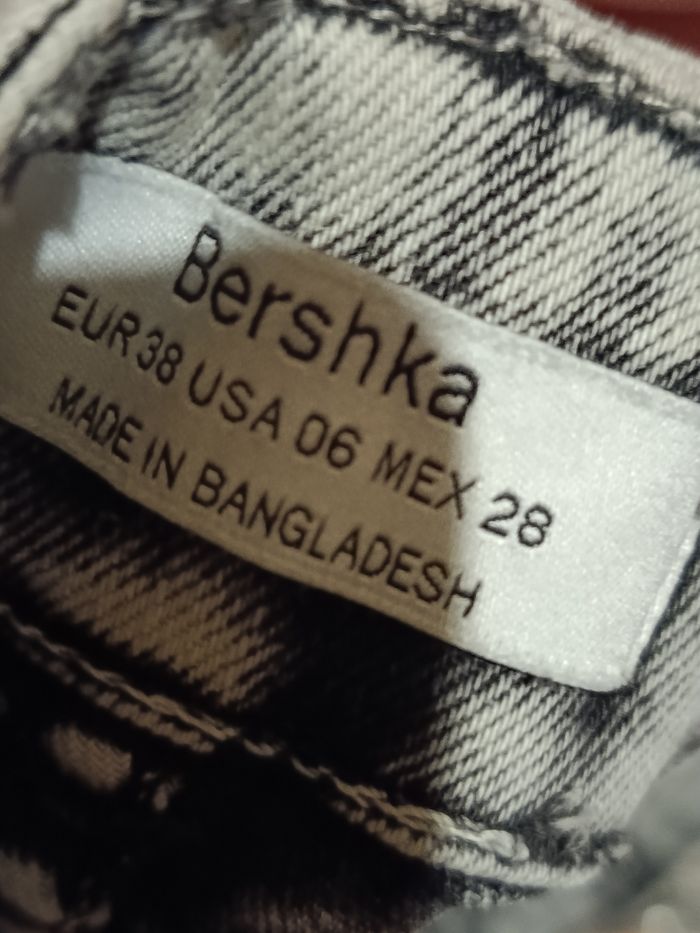 Bershka
EUR 38 USA 06 MEX 28
MADE IN BANGLADESH